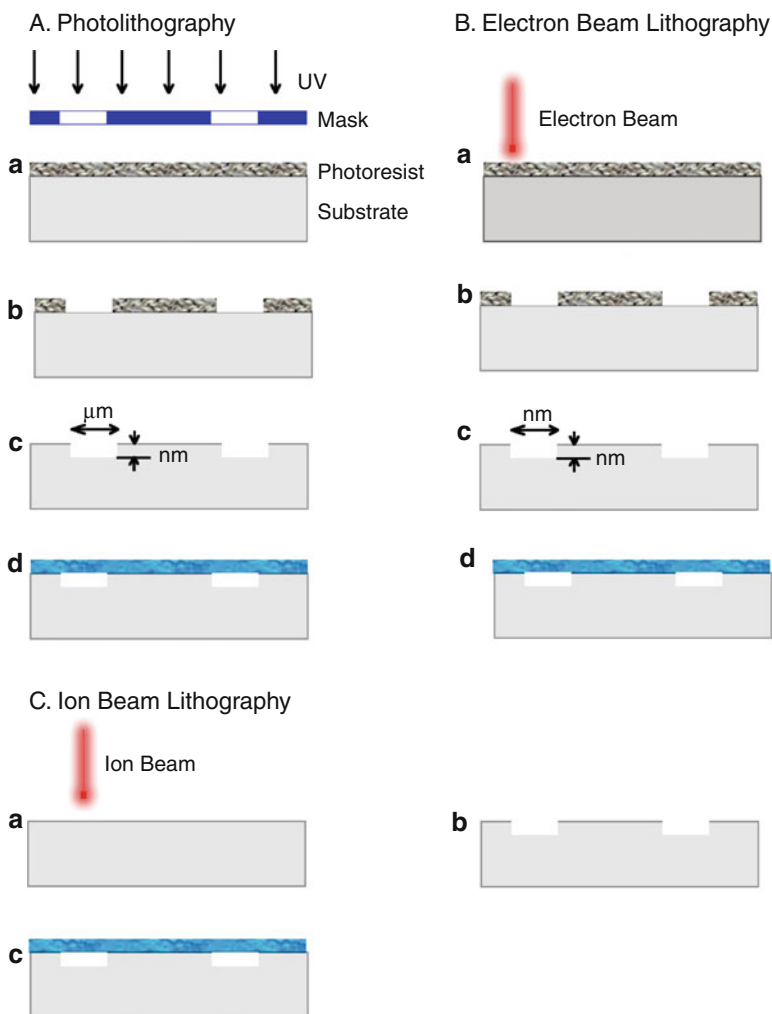 A. Photolithography
UV
Mask
a
Photoresist
Substrate
b
c
μm
nm
d
B. Electron Beam Lithography
Electron Beam
a
b
c
nm
nm
d
C. Ion Beam Lithography
Ion Beam
a
b
c